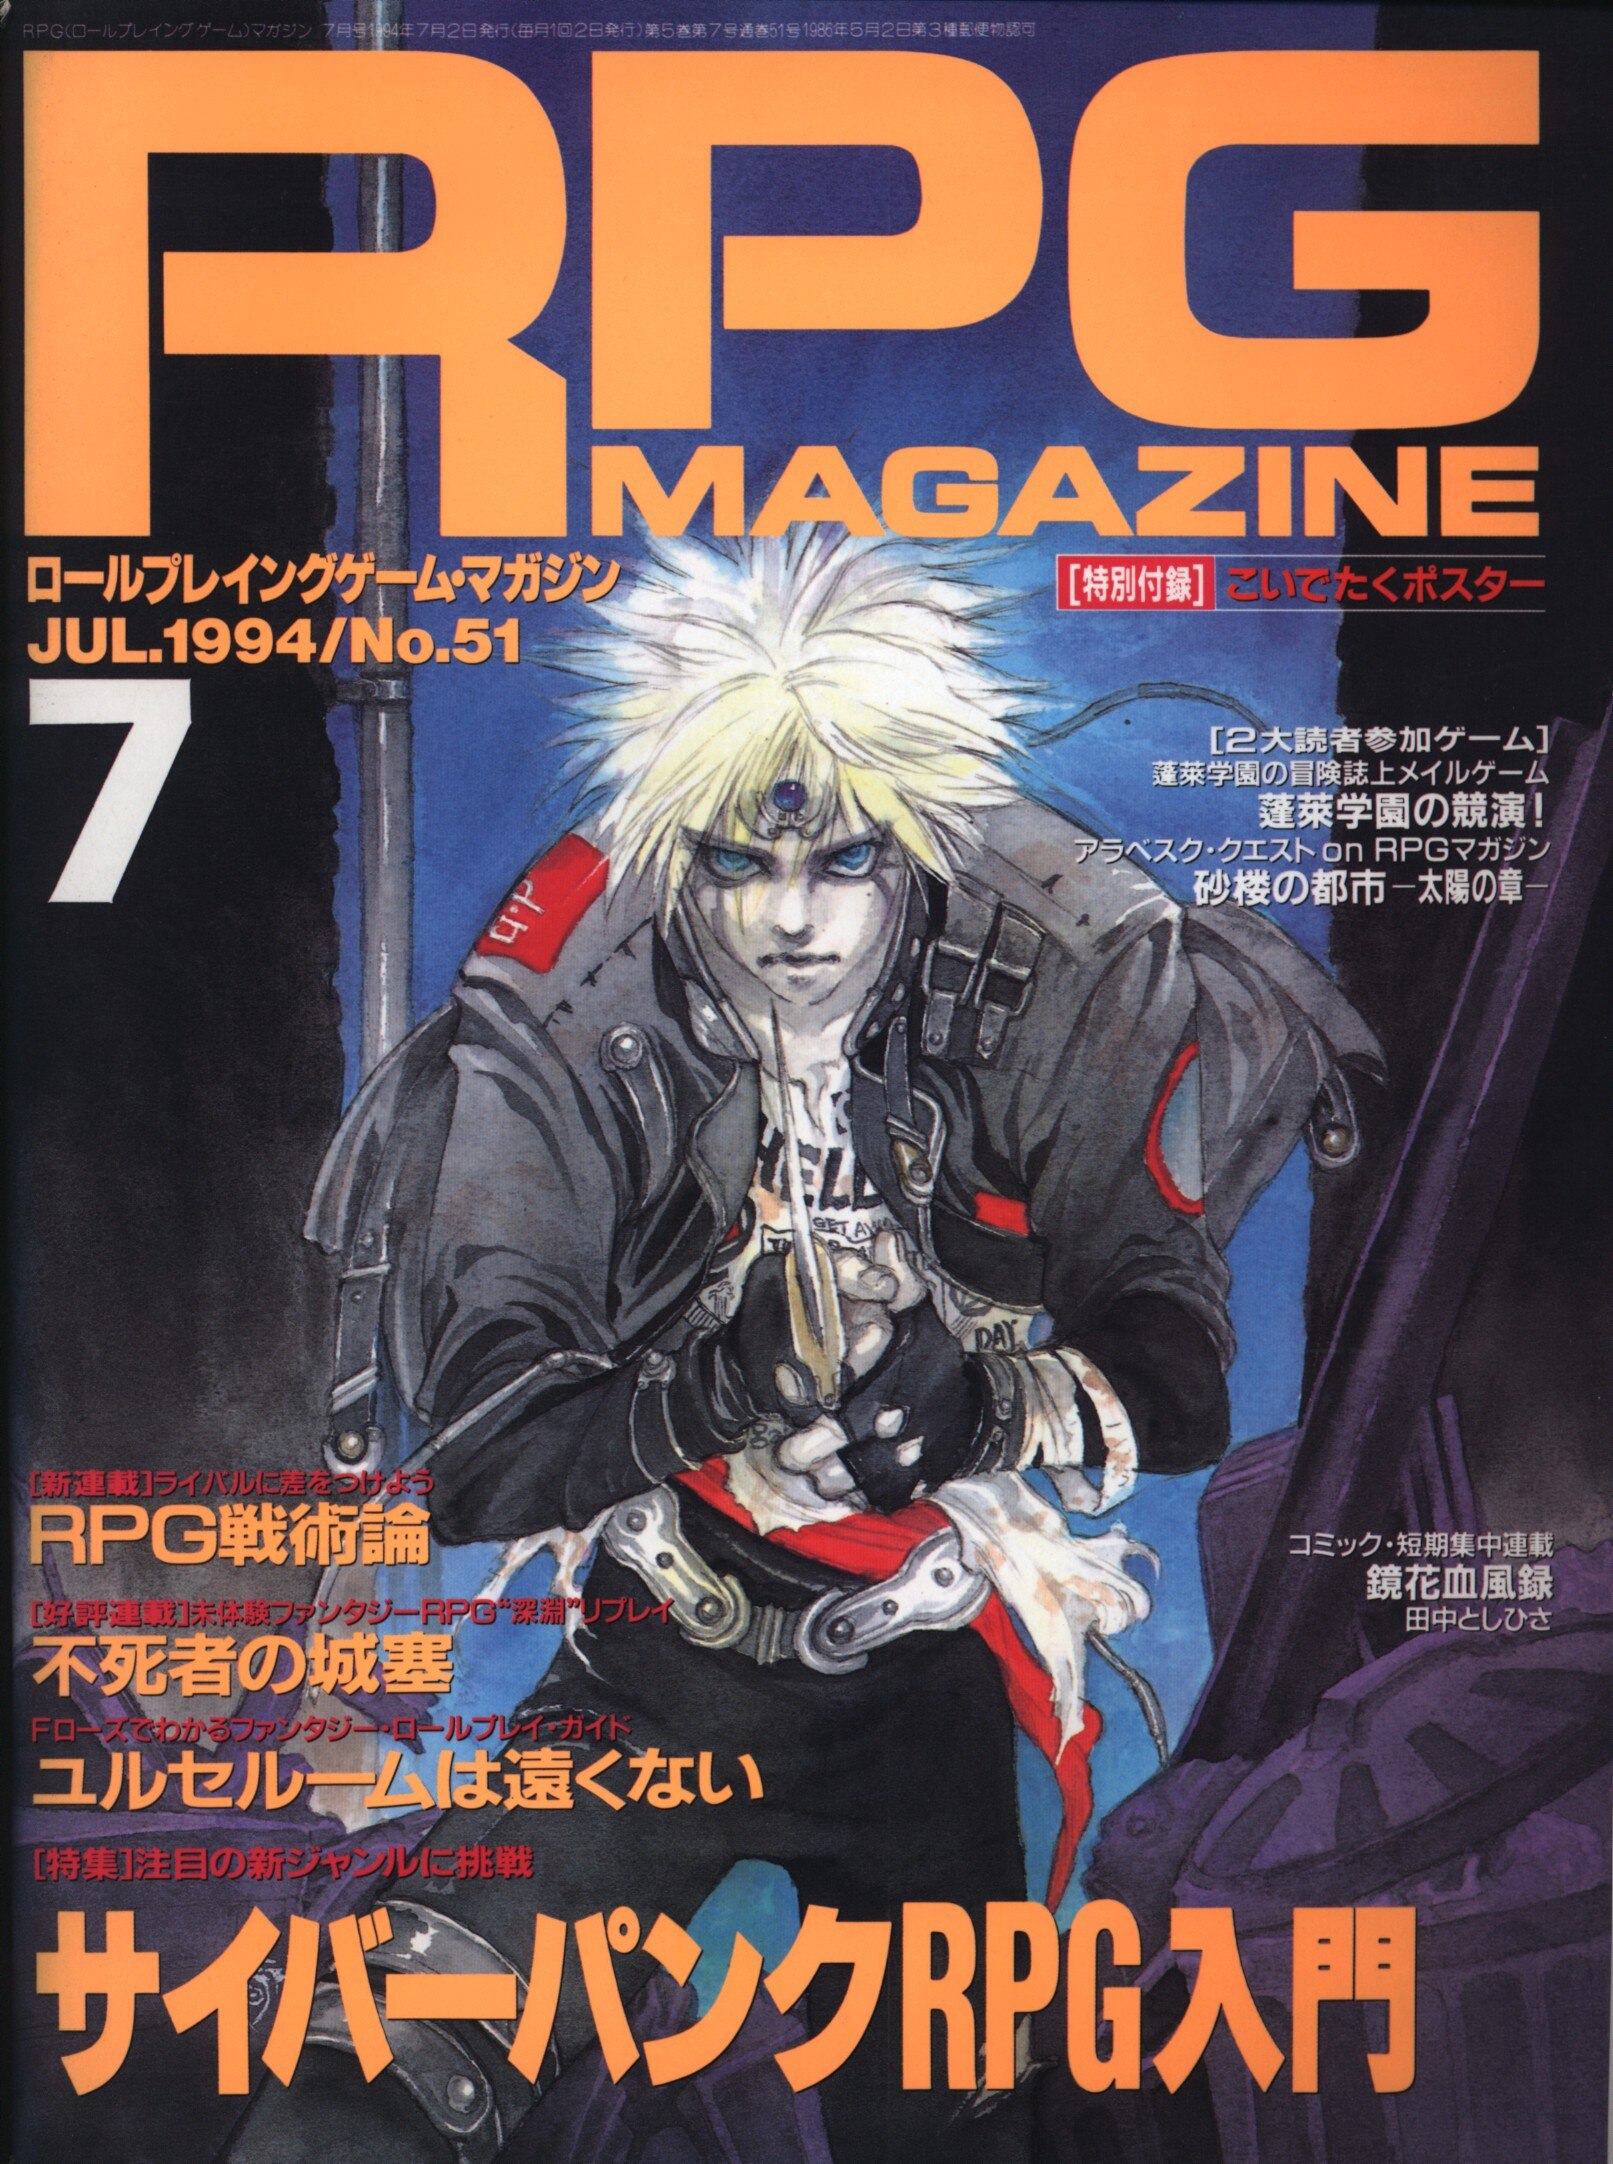 RPG(ロールプレイングゲーム)マガジン 7月号1994年7月2日発行(毎月1回2日発行)第5巻第7号通巻51号1986年5月2日第3種郵便物認可
RPG
MAGAZINE
ロールプレイングゲーム・マガジン
JUL.1994/No.51
7
[特別付録] こいでたくポスター
[2大読者参加ゲーム]
蓬萊学園の冒険誌上メイルゲーム
蓬萊学園の競演!
アラベスク・クエスト on RPGマガジン
砂楼の都市 —太陽の章—
HELL
GET AWAY
DAY
[新連載]ライバルに差をつけよう
RPG戦術論
[好評連載]未体験ファンタジーRPG“深淵”リプレイ
不死者の城塞
Fローズでわかるファンタジー・ロールプレイ・ガイド
ユルセルームは遠くない
コミック・短期集中連載
鏡花血風録
田中としひさ
[特集]注目の新ジャンルに挑戦
サイバーパンクRPG入門